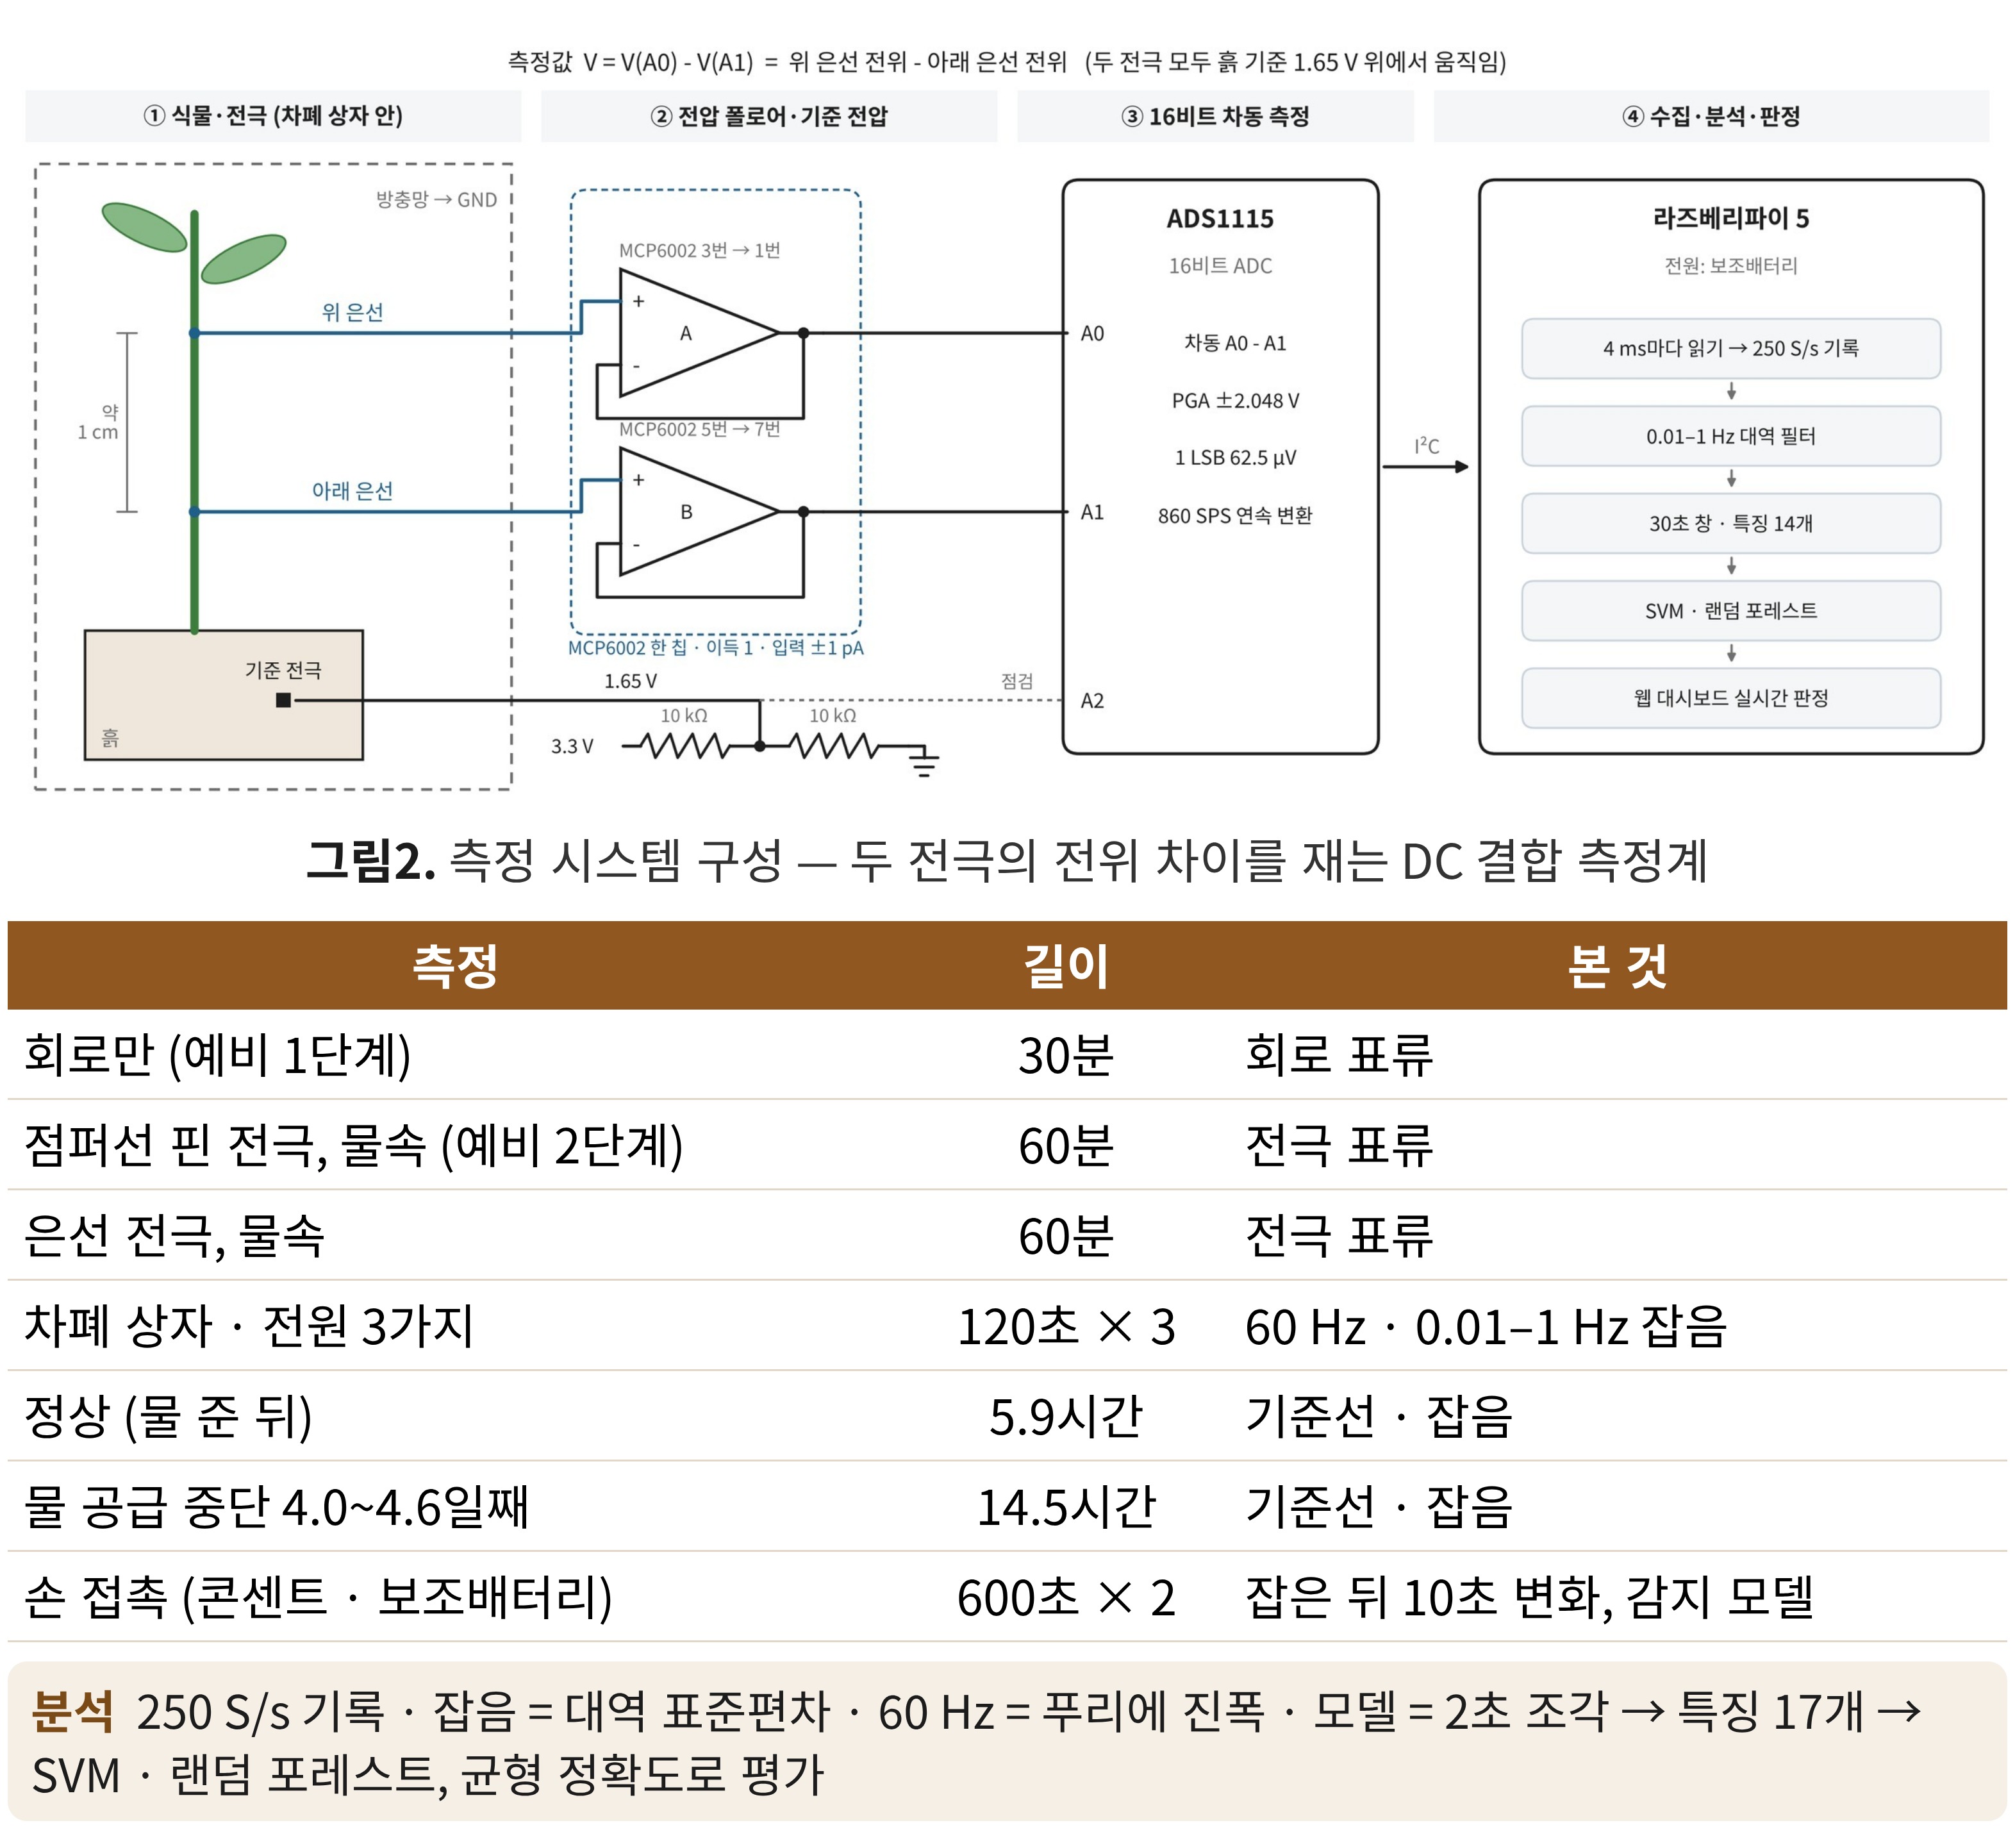 측정값 V = V(A0) - V(A1) = 위 은선 전위 - 아래 은선 전위 (두 전극 모두 흙 기준 1.65 V 위에서 움직임)
① 식물·전극 (차폐 상자 안)
② 전압 폴로어·기준 전압
③ 16비트 차동 측정
④ 수집·분석·판정
방충망 → GND
위 은선
약
1 cm
아래 은선
기준 전극
흙
MCP6002 3번 → 1번
+
A
-
MCP6002 5번 → 7번
+
B
-
MCP6002 한 칩 · 이득 1 · 입력 ±1 pA
1.65 V
점검
10 kΩ
10 kΩ
3.3 V
ADS1115
16비트 ADC
A0
차동 A0 - A1
PGA ±2.048 V
1 LSB 62.5 µV
A1
860 SPS 연속 변환
A2
I²C
라즈베리파이 5
전원: 보조배터리
4 ms마다 읽기 → 250 S/s 기록
0.01–1 Hz 대역 필터
30초 창 · 특징 14개
SVM · 랜덤 포레스트
웹 대시보드 실시간 판정
그림2. 측정 시스템 구성 — 두 전극의 전위 차이를 재는 DC 결합 측정계
측정 길이 본 것
회로만 (예비 1단계) 30분 회로 표류
점퍼선 핀 전극, 물속 (예비 2단계) 60분 전극 표류
은선 전극, 물속 60분 전극 표류
차폐 상자 · 전원 3가지 120초 × 3 60 Hz · 0.01–1 Hz 잡음
정상 (물 준 뒤) 5.9시간 기준선 · 잡음
물 공급 중단 4.0~4.6일째 14.5시간 기준선 · 잡음
손 접촉 (콘센트 · 보조배터리) 600초 × 2 잡은 뒤 10초 변화, 감지 모델
분석 250 S/s 기록 · 잡음 = 대역 표준편차 · 60 Hz = 푸리에 진폭 · 모델 = 2초 조각 → 특징 17개 →
SVM · 랜덤 포레스트, 균형 정확도로 평가